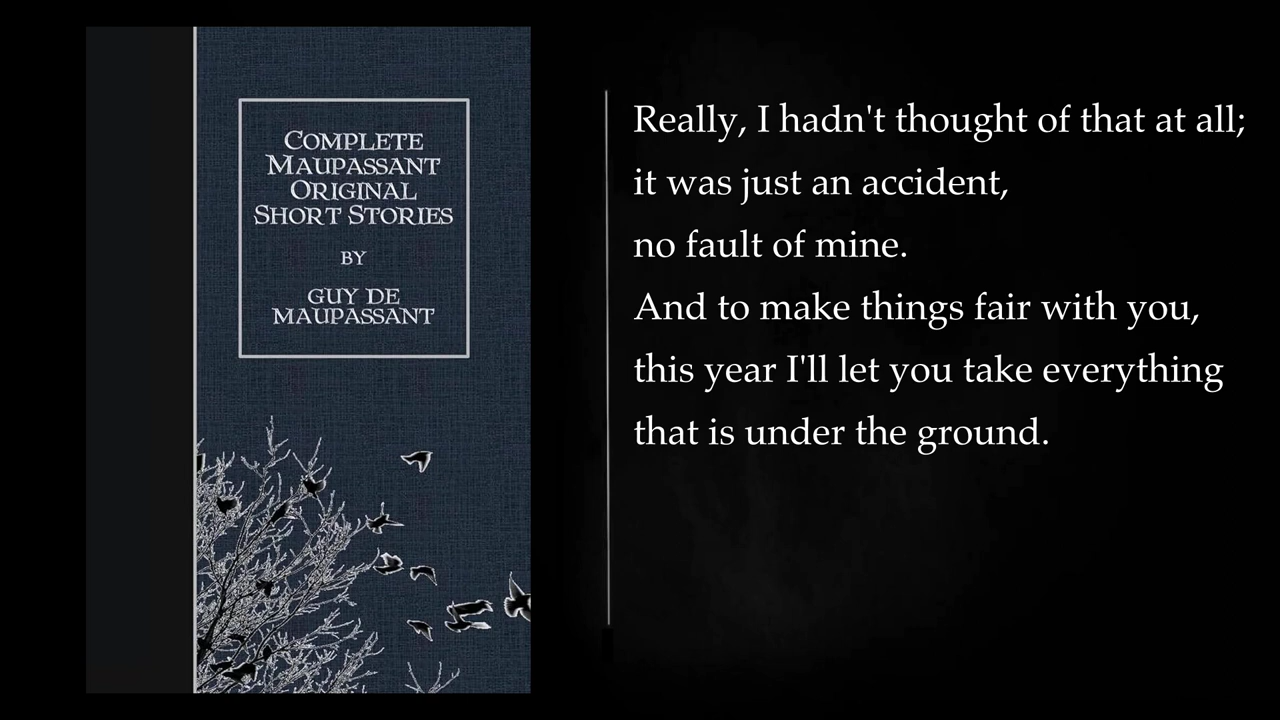 COMPLETE
MAUPASSANT
ORIGINAL
SHORT STORIES
BY
GUY DE
MAUPASSANT
Really, I hadn't thought of that at all;
it was just an accident,
no fault of mine.
And to make things fair with you,
this year I'll let you take everything
that is under the ground.